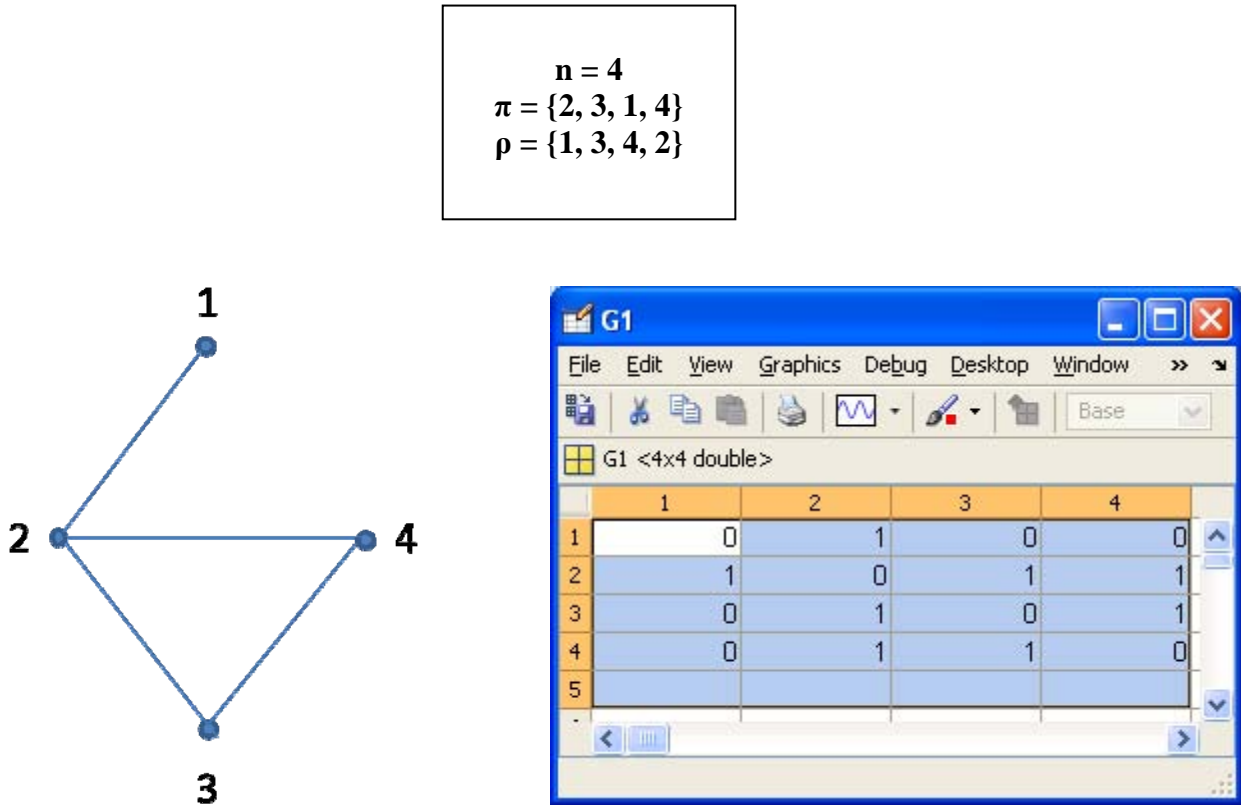 n = 4
π = {2, 3, 1, 4}
ρ = {1, 3, 4, 2}
1
2
4
3
G1
File Edit View Graphics Debug Desktop Window »
Base
G1 <4x4 double>
1 2 3 4
1 0 1 0 0
2 1 0 1 1
3 0 1 0 1
4 0 1 1 0
5